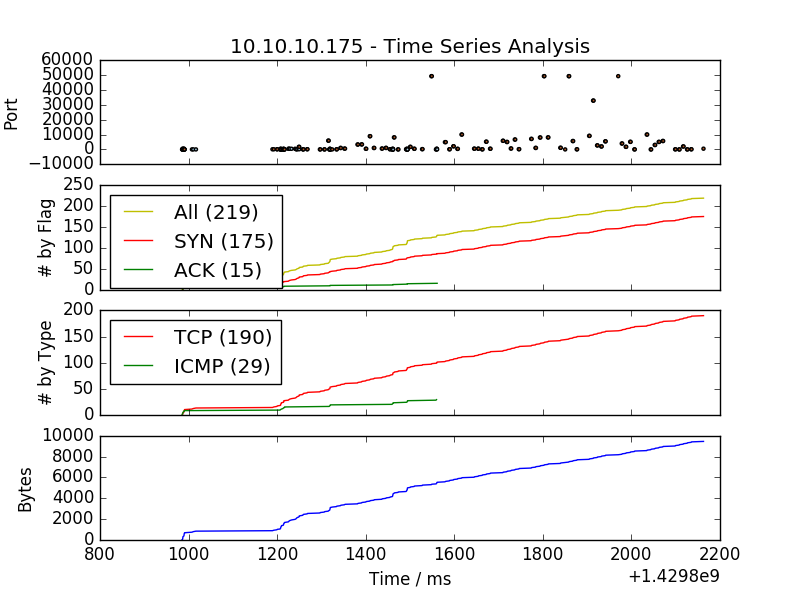 10.10.10.175 - Time Series Analysis
60000
50000
40000
30000
20000
10000
0
−10000
Port
250
200
150
100
50
0
# by Flag
All (219)
SYN (175)
ACK (15)
200
150
100
50
0
# by Type
TCP (190)
ICMP (29)
10000
8000
6000
4000
2000
0
Bytes
800
1000
1200
1400
1600
1800
2000
2200
Time / ms
+1.4298e9